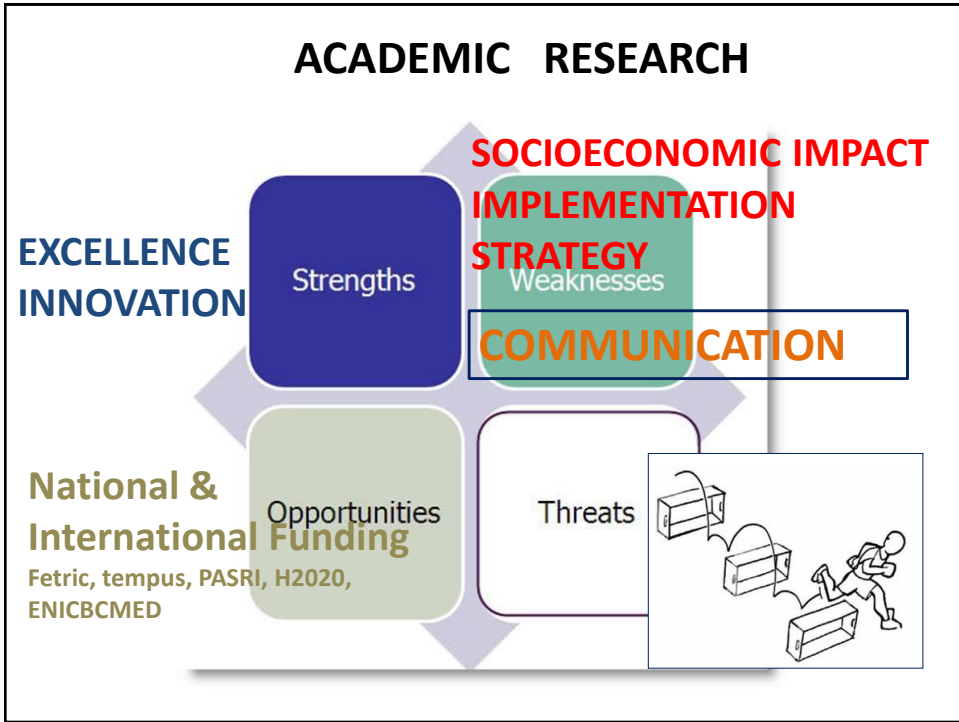 ACADEMIC RESEARCH
SOCIOECONOMIC IMPACT
IMPLEMENTATION
STRATEGY
EXCELLENCE
INNOVATION
Strengths
Weaknesses
COMMUNICATION
National &
International Funding
Fetric, tempus, PASRI, H2020,
ENICBCMED
Opportunities
Threats